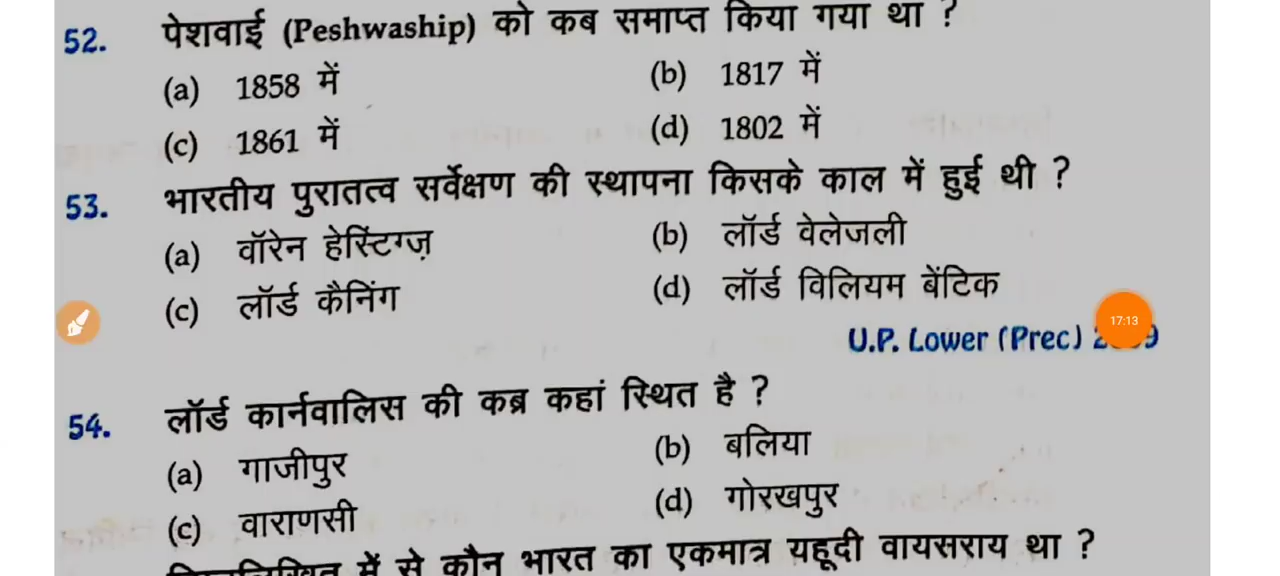 52. पेशवाई (Peshwaship) को कब समाप्त किया गया था ?
(a) 1858 में (b) 1817 में
(c) 1861 में (d) 1802 में
53. भारतीय पुरातत्व सर्वेक्षण की स्थापना किसके काल में हुई थी ?
(a) वॉरेन हेस्टिंग्ज़ (b) लॉर्ड वेलेजली
(c) लॉर्ड कैनिंग (d) लॉर्ड विलियम बेंटिक
17:13
U.P. Lower (Prec)
54. लॉर्ड कार्नवालिस की कब्र कहां स्थित है ?
(a) गाजीपुर (b) बलिया
(c) वाराणसी (d) गोरखपुर
में से कौन भारत का एकमात्र यहूदी वायसराय था ?